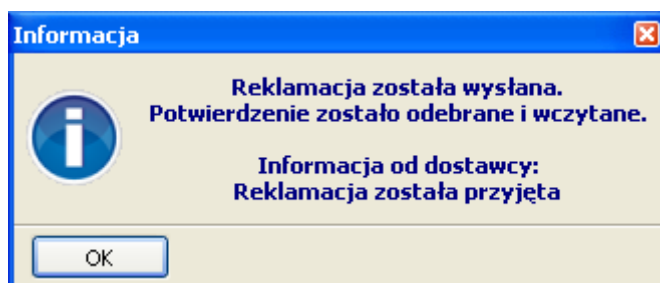 Informacja
Reklamacja została wysłana.
Potwierdzenie zostało odebrane i wczytane.
Informacja od dostawcy:
Reklamacja została przyjęta
OK